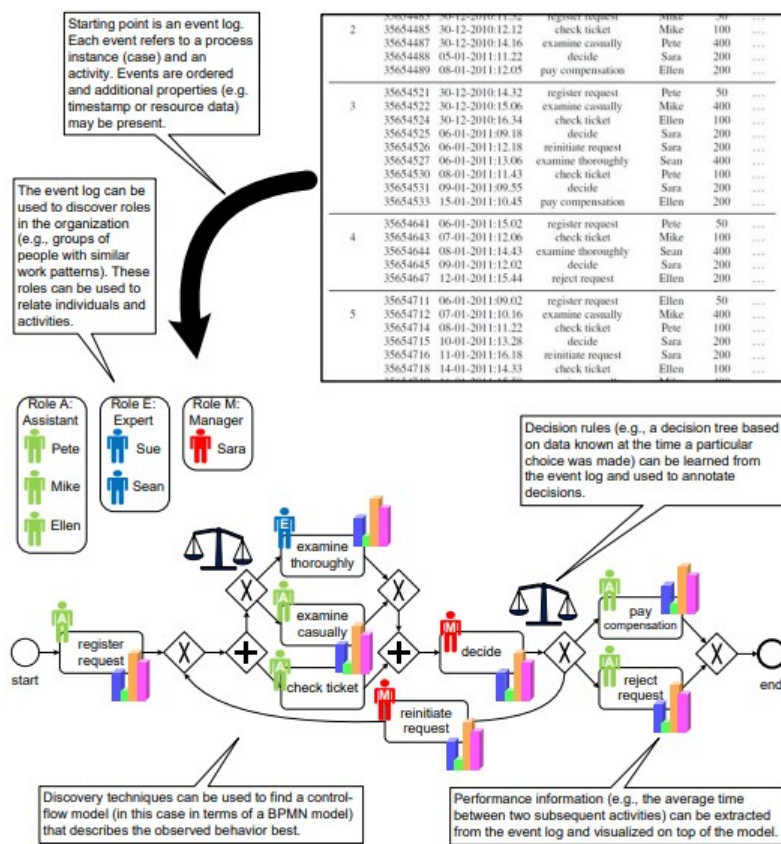 Starting point is an event log.
Each event refers to a process
instance (case) and an
activity. Events are ordered
and additional properties (e.g.
timestamp or resource data)
may be present.
35654483 30-12-2010:11.32 register request Mike 50 ...
2 35654485 30-12-2010:12.12 check ticket Mike 100 ...
35654487 30-12-2010:14.16 examine casually Pete 400 ...
35654488 05-01-2011:11.22 decide Sara 200 ...
35654489 08-01-2011:12.05 pay compensation Ellen 200 ...
35654521 30-12-2010:14.32 register request Pete 50 ...
3 35654522 30-12-2010:15.06 examine casually Mike 400 ...
35654524 30-12-2010:16.34 check ticket Ellen 100 ...
35654525 06-01-2011:09.18 decide Sara 200 ...
35654526 06-01-2011:12.18 reinitiate request Sara 200 ...
35654527 06-01-2011:13.06 examine thoroughly Sean 400 ...
35654530 08-01-2011:11.43 check ticket Pete 100 ...
35654531 09-01-2011:09.55 decide Sara 200 ...
35654533 15-01-2011:10.45 pay compensation Ellen 200 ...
35654641 06-01-2011:15.02 register request Pete 50 ...
4 35654643 07-01-2011:12.06 check ticket Mike 100 ...
35654644 08-01-2011:14.43 examine thoroughly Sean 400 ...
35654645 09-01-2011:12.02 decide Sara 200 ...
35654647 12-01-2011:15.44 reject request Ellen 200 ...
35654711 06-01-2011:09.02 register request Ellen 50 ...
5 35654712 07-01-2011:10.16 examine casually Mike 400 ...
35654714 08-01-2011:11.22 check ticket Pete 100 ...
35654715 10-01-2011:13.28 decide Sara 200 ...
35654716 11-01-2011:16.18 reinitiate request Sara 200 ...
35654718 14-01-2011:14.33 check ticket Ellen 100 ...
The event log can be
used to discover roles
in the organization
(e.g., groups of
people with similar
work patterns). These
roles can be used to
relate individuals and
activities.
Role A:
Assistant
Pete
Mike
Ellen
Role E:
Expert
Sue
Sean
Role M:
Manager
Sara
Decision rules (e.g., a decision tree based
on data known at the time a particular
choice was made) can be learned from
the event log and used to annotate
decisions.
start
A
register
request
X
X
E
examine
thoroughly
A
examine
casually
A
check ticket
X
M
decide
M
reinitiate
request
X
A
pay
compensation
A
reject
request
X
end
Discovery techniques can be used to find a control-
flow model (in this case in terms of a BPMN model)
that describes the observed behavior best.
Performance information (e.g., the average time
between two subsequent activities) can be extracted
from the event log and visualized on top of the model.